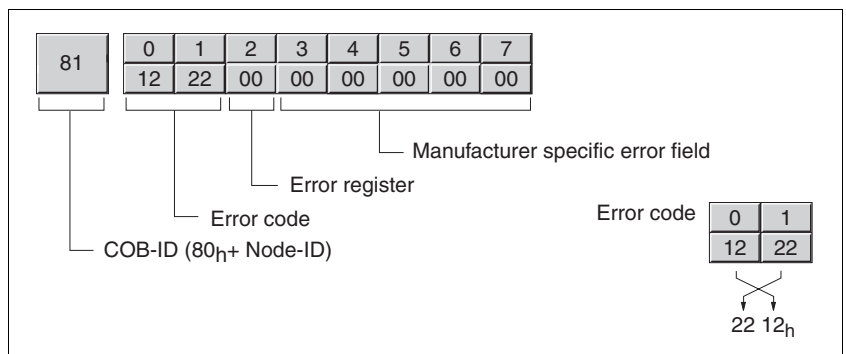 81
0 1 2 3 4 5 6 7
12 22 00 00 00 00 00 00
Manufacturer specific error field
Error register
Error code
COB-ID (80h+ Node-ID)
Error code
0 1
12 22
22 12h